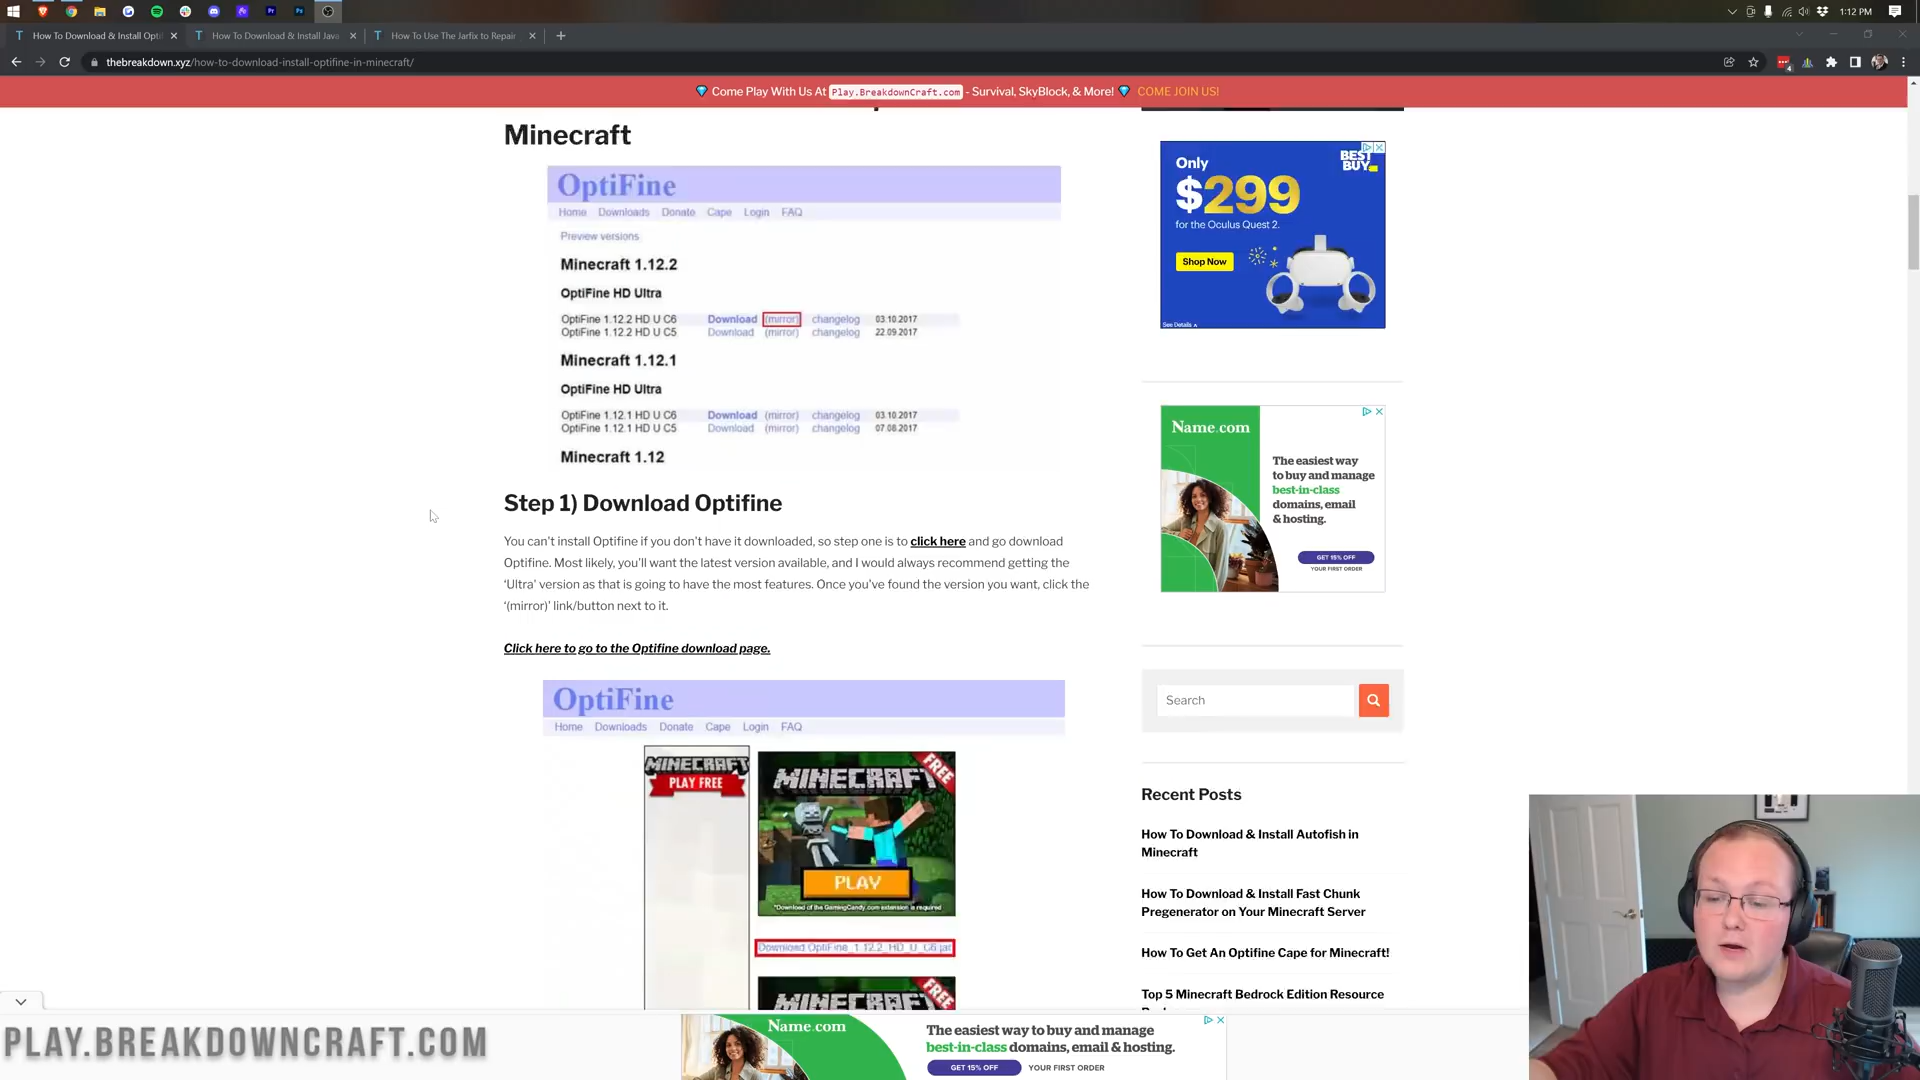 1:12 PM
How To Download & Install Opti
How To Download & Install Java
How To Use The Jarfix to Repair
thebreakdown.xyz/how-to-download-install-optifine-in-minecraft/
Come Play With Us At Play.BreakdownCraft.com - Survival, SkyBlock, & More! COME JOIN US!
Minecraft
OptiFine
Home Downloads Donate Cape Login FAQ
Preview versions
Minecraft 1.12.2
OptiFine HD Ultra
OptiFine 1.12.2 HD U C6 Download (mirror) changelog 03.10.2017
OptiFine 1.12.2 HD U C5 Download (mirror) changelog 22.09.2017
Minecraft 1.12.1
OptiFine HD Ultra
OptiFine 1.12.1 HD U C6 Download (mirror) changelog 03.10.2017
OptiFine 1.12.1 HD U C5 Download (mirror) changelog 07.08.2017
Minecraft 1.12
Step 1) Download Optifine
You can't install Optifine if you don't have it downloaded, so step one is to click here and go download
Optifine. Most likely, you'll want the latest version available, and I would always recommend getting the
'Ultra' version as that is going to have the most features. Once you've found the version you want, click the
'(mirror)' link/button next to it.
Click here to go to the Optifine download page.
OptiFine
Home Downloads Donate Cape Login FAQ
MINECRAFT
PLAY FREE
MINECRAFT
FREE
PLAY
*Download of the GamingCandy.com extension is required
Download OptiFine_1.12.2_HD_U_C6.jar
MINECRAFT
FREE
Only
$299
for the Oculus Quest 2.
BEST BUY
Shop Now
See Details
Name.com
The easiest way
to buy and manage
best-in-class
domains, email
& hosting.
GET 15% OFF
YOUR FIRST ORDER
Search
Recent Posts
How To Download & Install Autofish in
Minecraft
How To Download & Install Fast Chunk
Pregenerator on Your Minecraft Server
How To Get An Optifine Cape for Minecraft!
Top 5 Minecraft Bedrock Edition Resource
PLAY.BREAKDOWNCRAFT.COM
Name.com
The easiest way to buy and manage
best-in-class domains, email & hosting.
GET 15% OFF
YOUR FIRST ORDER